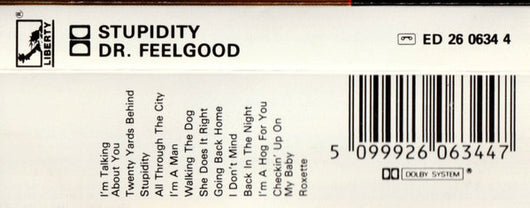 LIBERTY
®
STUPIDITY
DR. FEELGOOD
ED 26 0634 4
I'm Talking
About You
Twenty Yards Behind
Stupidity
All Through The City
I'm A Man
Walking The Dog
She Does It Right
Going Back Home
I Don't Mind
Back In The Night
I'm A Hog For You
Checkin' Up On
My Baby
Roxette
5 099926 063447
DOLBY SYSTEM ®